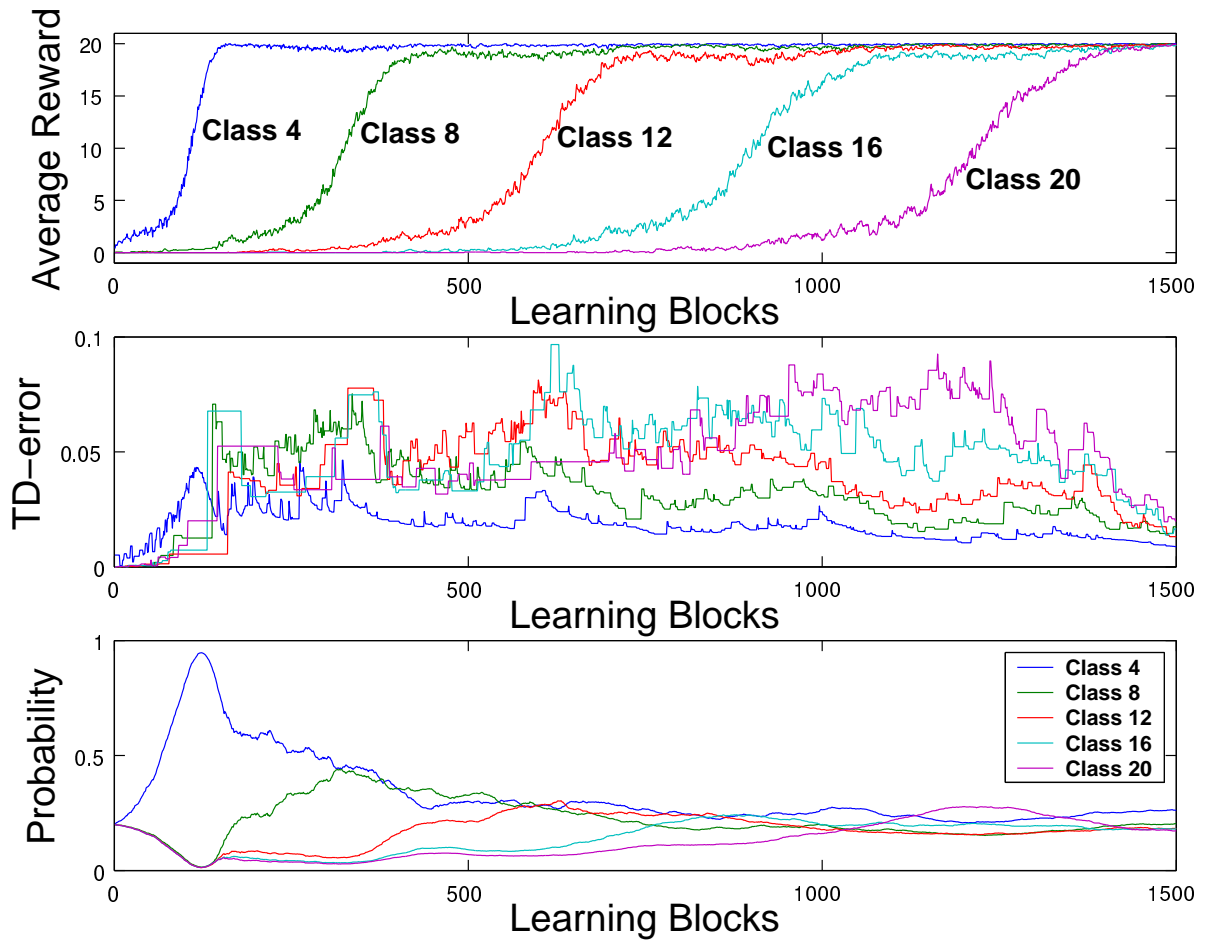 Average Reward
20
15
10
5
0
Class 4
Class 8
Class 12
Class 16
Class 20
0
500
1000
1500
Learning Blocks
TD-error
0.1
0.05
0
0
500
1000
1500
Learning Blocks
Probability
1
0.5
0
Class 4
Class 8
Class 12
Class 16
Class 20
0
500
1000
1500
Learning Blocks